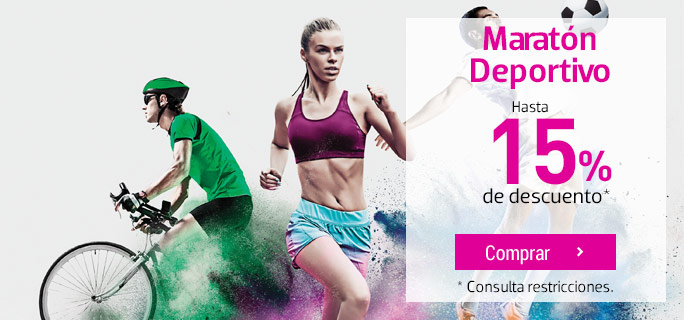 Maratón
Deportivo
Hasta
15%
de descuento*
Comprar >
* Consulta restricciones.